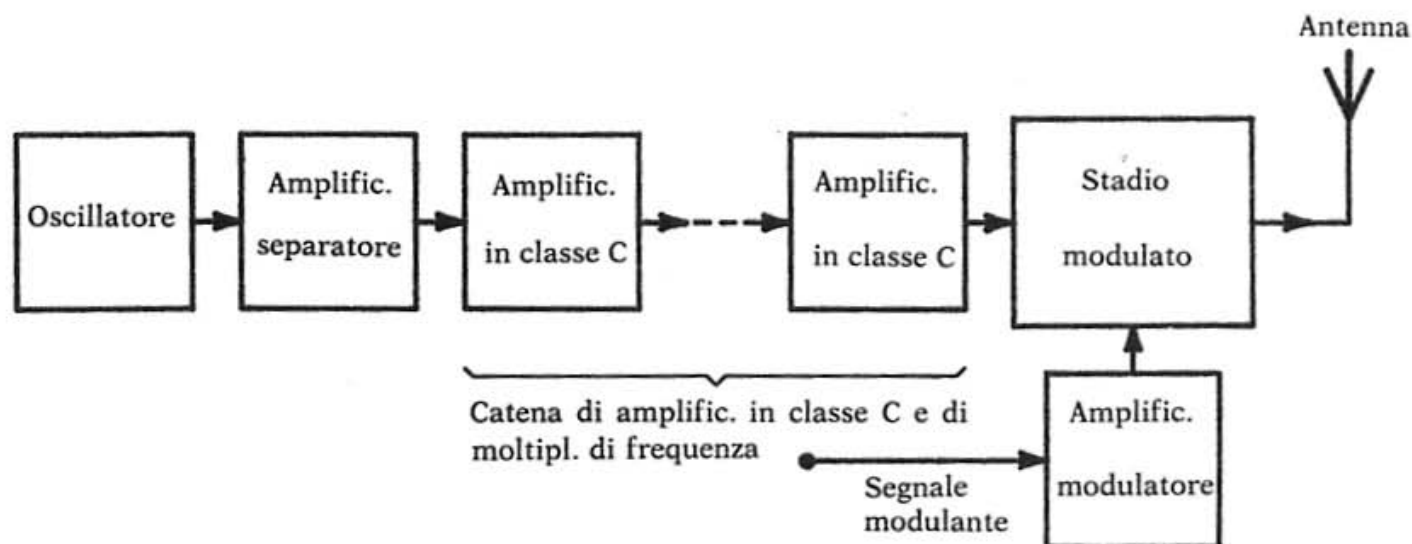 Antenna
Oscillatore
Amplific.
separatore
Amplific.
in classe C
Amplific.
in classe C
Stadio
modulato
Catena di amplific. in classe C e di
moltipl. di frequenza
Segnale
modulante
Amplific.
modulatore